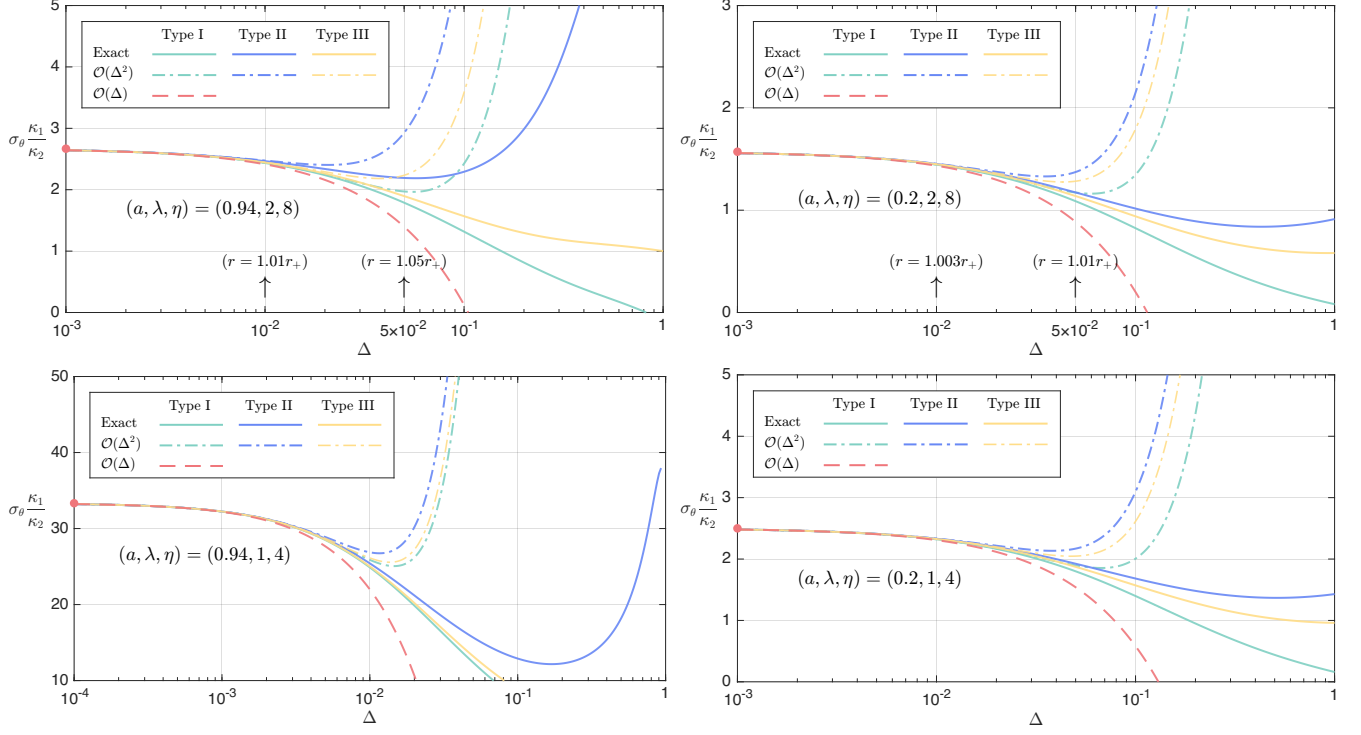 5
4
3
2
1
0
Type I Type II Type III
Exact
𝒪(Δ²)
𝒪(Δ)
σ_θ κ₁/κ₂
(a, λ, η) = (0.94, 2, 8)
(r = 1.01r₊) (r = 1.05r₊)
↑ ↑
10⁻³ 10⁻² 5×10⁻² 10⁻¹ 1
Δ
3
2
1
0
Type I Type II Type III
Exact
𝒪(Δ²)
𝒪(Δ)
σ_θ κ₁/κ₂
(a, λ, η) = (0.2, 2, 8)
(r = 1.003r₊) (r = 1.01r₊)
↑ ↑
10⁻³ 10⁻² 5×10⁻² 10⁻¹ 1
Δ
50
40
30
20
10
Type I Type II Type III
Exact
𝒪(Δ²)
𝒪(Δ)
σ_θ κ₁/κ₂
(a, λ, η) = (0.94, 1, 4)
10⁻⁴ 10⁻³ 10⁻² 10⁻¹ 1
Δ
5
4
3
2
1
0
Type I Type II Type III
Exact
𝒪(Δ²)
𝒪(Δ)
σ_θ κ₁/κ₂
(a, λ, η) = (0.2, 1, 4)
10⁻³ 10⁻² 10⁻¹ 1
Δ